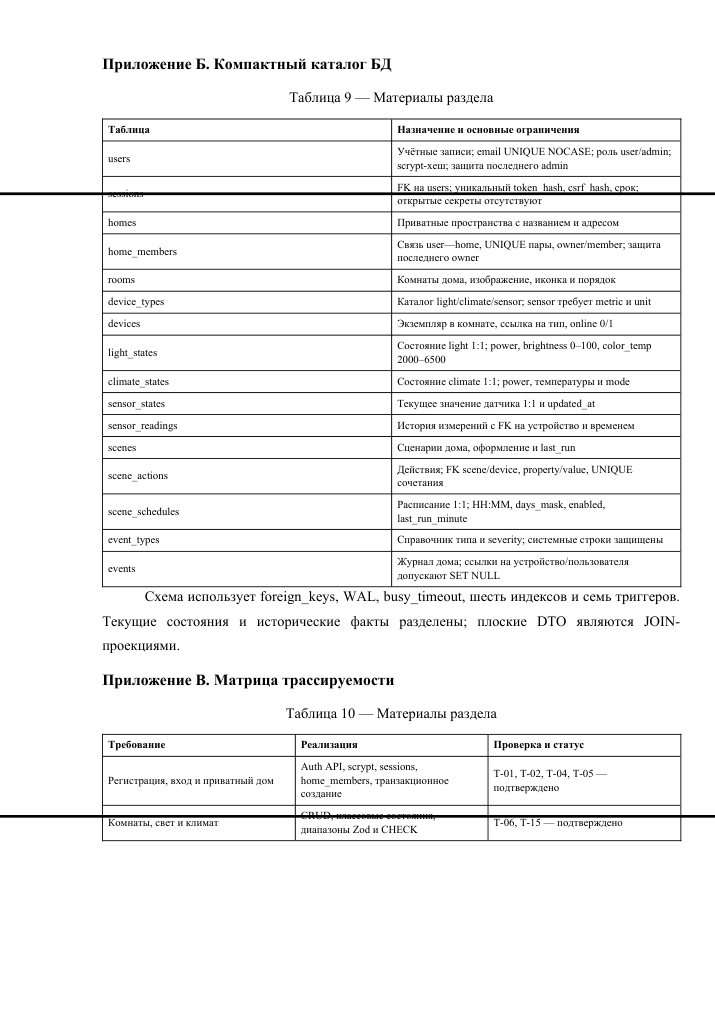 Приложение Б. Компактный каталог БД
Таблица 9 — Материалы раздела
Таблица
Назначение и основные ограничения
users
Учётные записи; email UNIQUE NOCASE; роль user/admin;
scrypt-хеш; защита последнего admin
sessions
FK на users; уникальный token_hash, csrf_hash, срок;
открытые секреты отсутствуют
homes
Приватные пространства с названием и адресом
home_members
Связь user—home, UNIQUE пары, owner/member; защита
последнего owner
rooms
Комнаты дома, изображение, иконка и порядок
device_types
Каталог light/climate/sensor; sensor требует metric и unit
devices
Экземпляр в комнате, ссылка на тип, online 0/1
light_states
Состояние light 1:1; power, brightness 0–100, color_temp
2000–6500
climate_states
Состояние climate 1:1; power, температуры и mode
sensor_states
Текущее значение датчика 1:1 и updated_at
sensor_readings
История измерений с FK на устройство и временем
scenes
Сценарии дома, оформление и last_run
scene_actions
Действия; FK scene/device, property/value, UNIQUE
сочетания
scene_schedules
Расписание 1:1; HH:MM, days_mask, enabled,
last_run_minute
event_types
Справочник типа и severity; системные строки защищены
events
Журнал дома; ссылки на устройство/пользователя
допускают SET NULL
Схема использует foreign_keys, WAL, busy_timeout, шесть индексов и семь триггеров.
Текущие состояния и исторические факты разделены; плоские DTO являются JOIN-
проекциями.
Приложение В. Матрица трассируемости
Таблица 10 — Материалы раздела
Требование
Реализация
Проверка и статус
Регистрация, вход и приватный дом
Auth API, scrypt, sessions,
home_members, транзакционное
создание
T-01, T-02, T-04, T-05 —
подтверждено
Комнаты, свет и климат
CRUD, классовые состояния,
диапазоны Zod и CHECK
T-06, T-15 — подтверждено